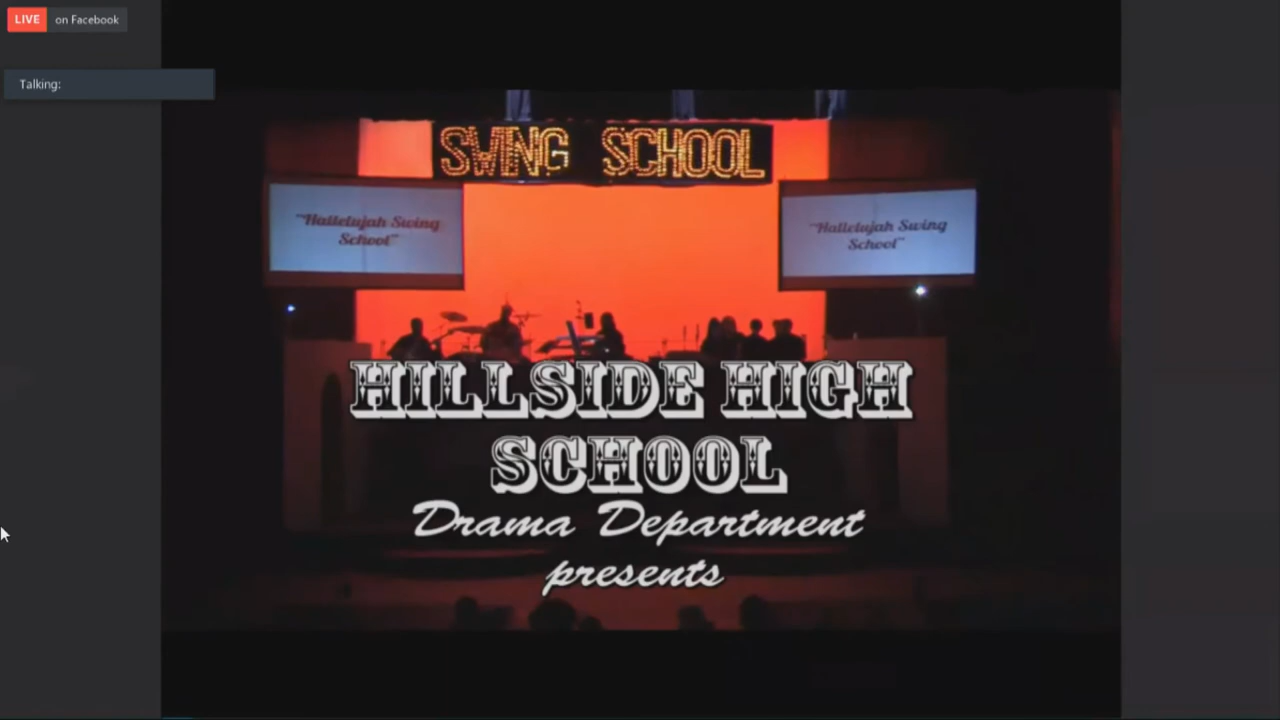 LIVE on Facebook
Talking:
SWING SCHOOL
"Hallelujah Swing
School"
"Hallelujah Swing
School"
HILLSIDE HIGH
SCHOOL
Drama Department
presents